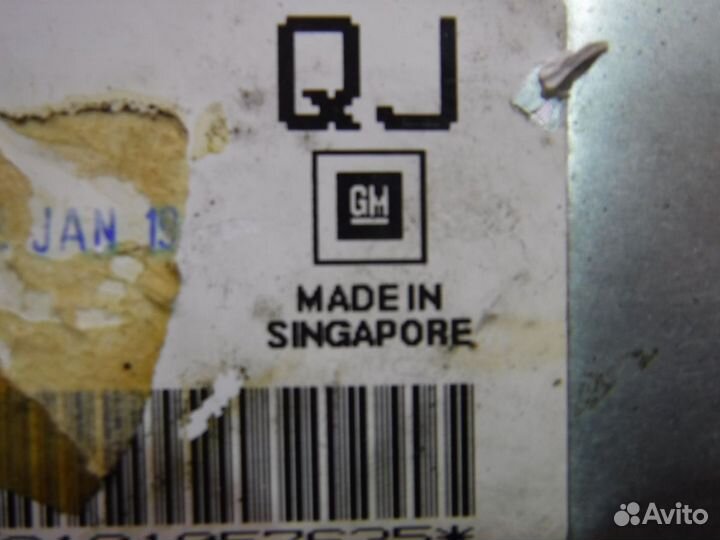 QJ
GM
JAN 19
MADE IN
SINGAPORE
Avito